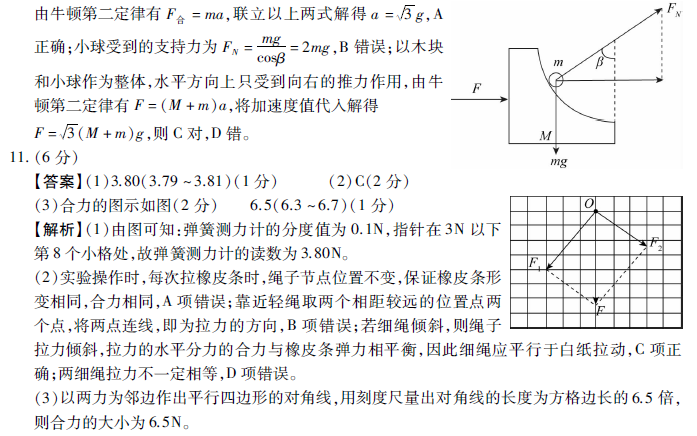 由牛顿第二定律有 F合 = ma,联立以上两式解得 a = √3 g, A
正确;小球受到的支持力为 F_N = mg/cosβ = 2mg, B 错误;以木块
和小球作为整体,水平方向上只受到向右的推力作用,由牛
顿第二定律有 F = (M + m)a,将加速度值代入解得
F = √3 (M + m)g,则 C 对,D 错。
F_N
m
β
F
M
mg
11. (6 分)
【答案】(1)3.80(3.79 ~3.81)(1 分) (2)C(2 分)
(3)合力的图示如图(2 分) 6.5(6.3 ~6.7)(1 分)
【解析】(1)由图可知:弹簧测力计的分度值为 0.1N,指针在 3N 以下
第 8 个小格处,故弹簧测力计的读数为 3.80N。
(2)实验操作时,每次拉橡皮条时,绳子节点位置不变,保证橡皮条形
变相同,合力相同,A 项错误;靠近轻绳取两个相距较远的位置点两
个点,将两点连线,即为拉力的方向,B 项错误;若细绳倾斜,则绳子
拉力倾斜,拉力的水平分力的合力与橡皮条弹力相平衡,因此细绳应平行于白纸拉动,C 项正
确;两细绳拉力不一定相等,D 项错误。
(3)以两力为邻边作出平行四边形的对角线,用刻度尺量出对角线的长度为方格边长的 6.5 倍,
则合力的大小为 6.5N。
O
F₁
F₂
F